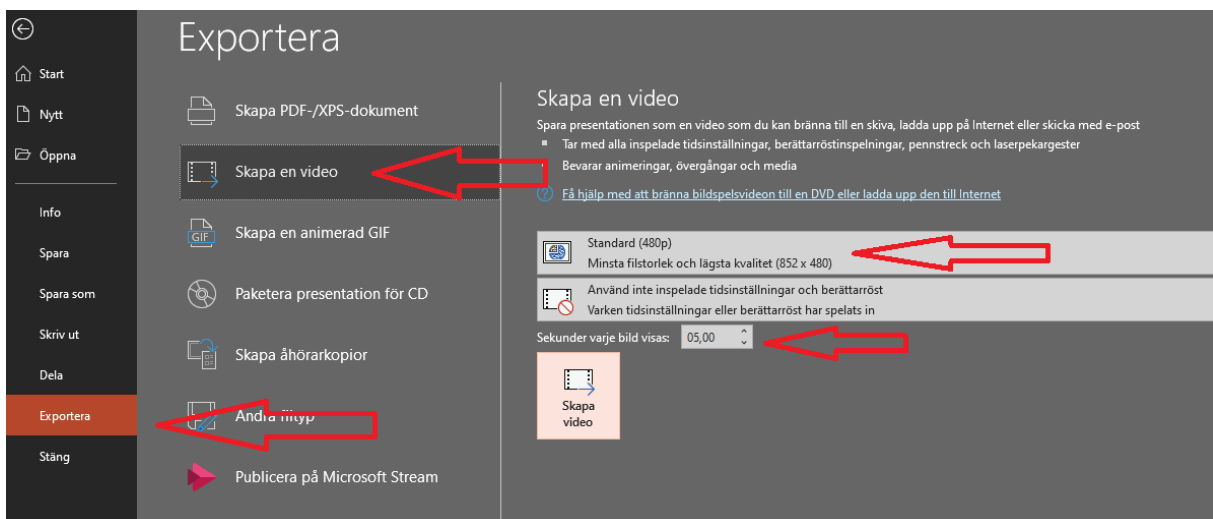 Exportera
Start
Nytt
Öppna
Info
Spara
Spara som
Skriv ut
Dela
Exportera
Stäng
Skapa PDF-/XPS-dokument
Skapa en video
GIF
Skapa en animerad GIF
Paketera presentation för CD
Skapa åhörarkopior
Ändra filtyp
Publicera på Microsoft Stream
Skapa en video
Spara presentationen som en video som du kan bränna till en skiva, ladda upp på Internet eller skicka med e-post
Tar med alla inspelade tidsinställningar, berättarröstinspelningar, pennstreck och laserpekargester
Bevarar animeringar, övergångar och media
? Få hjälp med att bränna bildspelsvideon till en DVD eller ladda upp den till Internet
Standard (480p)
Minsta filstorlek och lägsta kvalitet (852 x 480)
Använd inte inspelade tidsinställningar och berättarröst
Varken tidsinställningar eller berättarröst har spelats in
Sekunder varje bild visas: 05,00
Skapa
video